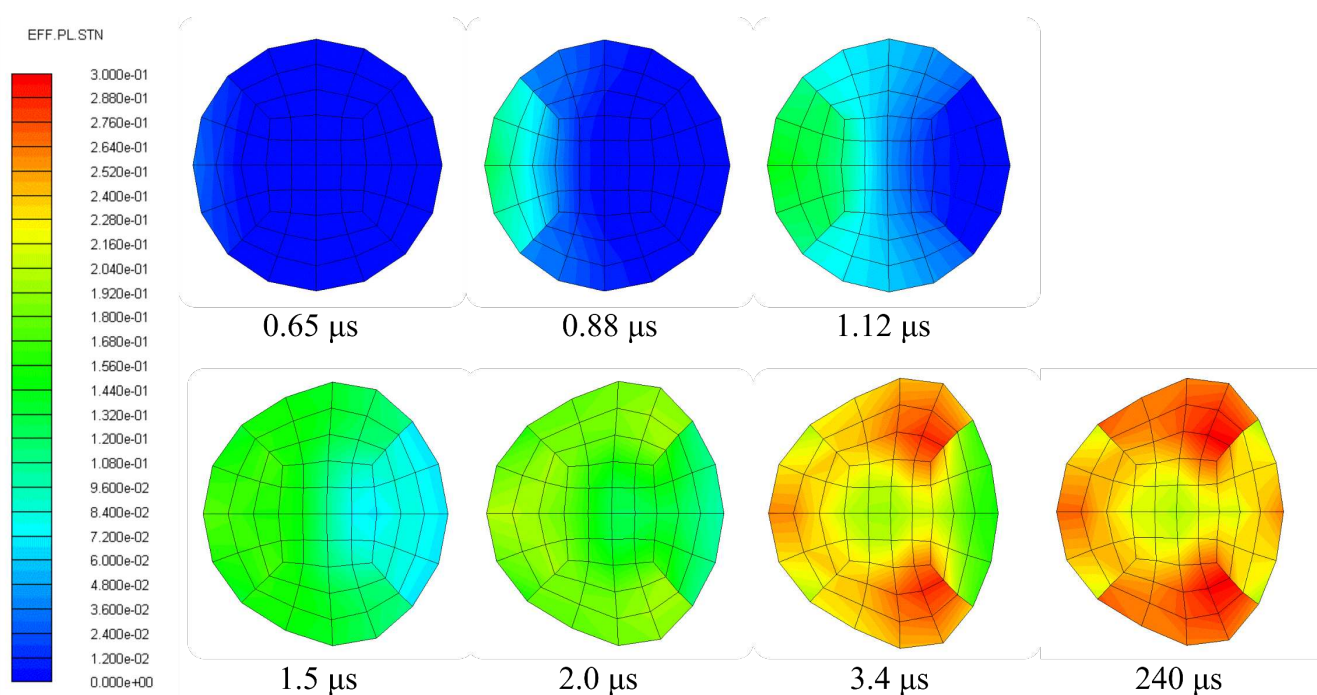 EFF.PL.STN
3.000e-01
2.880e-01
2.760e-01
2.640e-01
2.520e-01
2.400e-01
2.280e-01
2.160e-01
2.040e-01
1.920e-01
1.800e-01
1.680e-01
1.560e-01
1.440e-01
1.320e-01
1.200e-01
1.080e-01
9.600e-02
8.400e-02
7.200e-02
6.000e-02
4.800e-02
3.600e-02
2.400e-02
1.200e-02
0.000e+00
0.65 μs
0.88 μs
1.12 μs
1.5 μs
2.0 μs
3.4 μs
240 μs